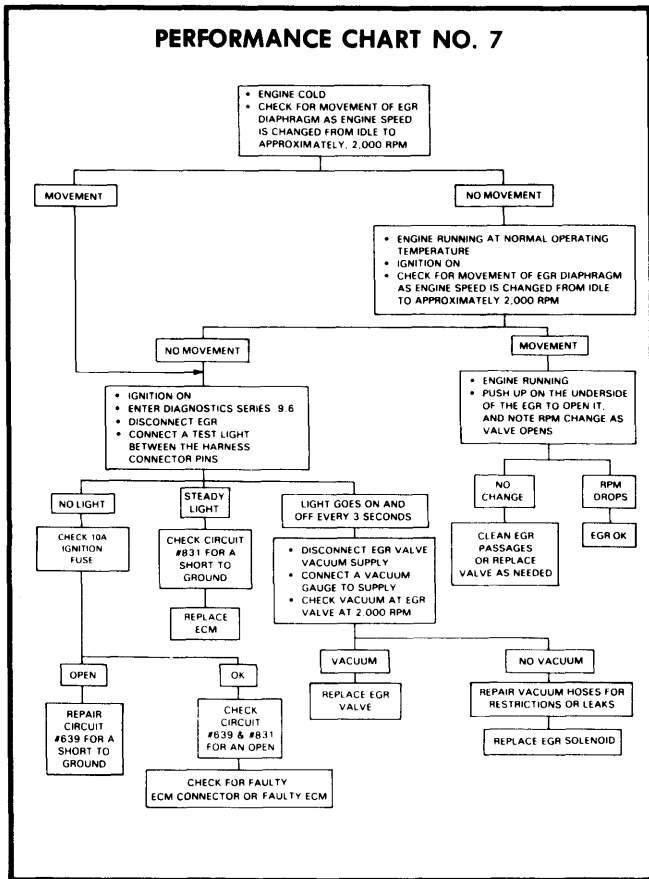 PERFORMANCE CHART NO. 7
• ENGINE COLD
• CHECK FOR MOVEMENT OF EGR
DIAPHRAGM AS ENGINE SPEED
IS CHANGED FROM IDLE TO
APPROXIMATELY, 2,000 RPM
MOVEMENT
NO MOVEMENT
• ENGINE RUNNING AT NORMAL OPERATING
TEMPERATURE
• IGNITION ON
• CHECK FOR MOVEMENT OF EGR DIAPHRAGM
AS ENGINE SPEED IS CHANGED FROM IDLE
TO APPROXIMATELY 2,000 RPM
NO MOVEMENT
MOVEMENT
• IGNITION ON
• ENTER DIAGNOSTICS SERIES 9.6
• DISCONNECT EGR
• CONNECT A TEST LIGHT
BETWEEN THE HARNESS
CONNECTOR PINS
• ENGINE RUNNING
• PUSH UP ON THE UNDERSIDE
OF THE EGR TO OPEN IT,
AND NOTE RPM CHANGE AS
VALVE OPENS
NO LIGHT
STEADY
LIGHT
LIGHT GOES ON AND
OFF EVERY 3 SECONDS
NO
CHANGE
RPM
DROPS
CHECK 10A
IGNITION
FUSE
CHECK CIRCUIT
#831 FOR A
SHORT TO
GROUND
REPLACE
ECM
• DISCONNECT EGR VALVE
VACUUM SUPPLY
• CONNECT A VACUUM
GAUGE TO SUPPLY
• CHECK VACUUM AT EGR
VALVE AT 2.000 RPM
CLEAN EGR
PASSAGES
OR REPLACE
VALVE AS NEEDED
EGR OK
OPEN
OK
VACUUM
NO VACUUM
REPAIR
CIRCUIT
#639 FOR A
SHORT TO
GROUND
CHECK
CIRCUIT
#639 & #831
FOR AN OPEN
REPLACE EGR
VALVE
REPAIR VACUUM HOSES FOR
RESTRICTIONS OR LEAKS
REPLACE EGR SOLENOID
CHECK FOR FAULTY
ECM CONNECTOR OR FAULTY ECM